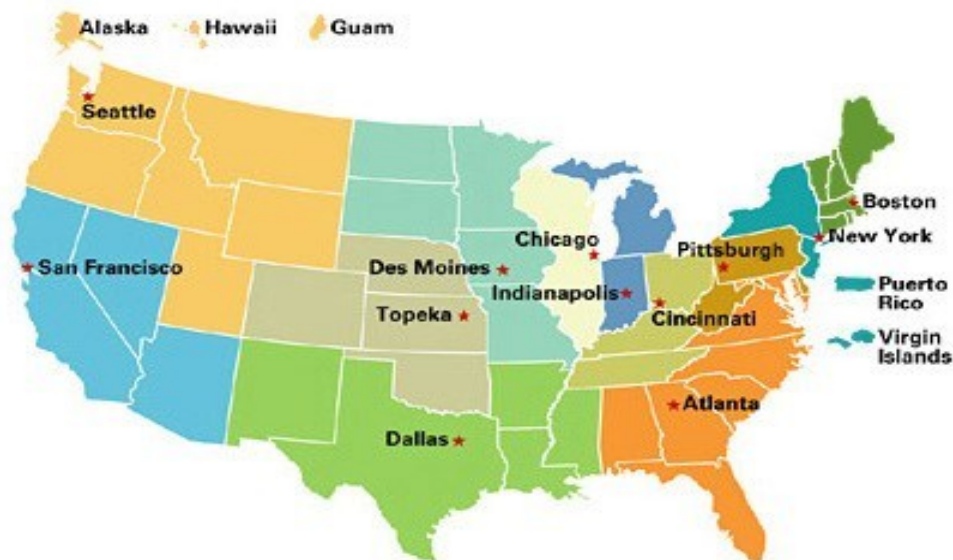 Alaska
Hawaii
Guam
Seattle
Boston
New York
Chicago
Pittsburgh
San Francisco
Des Moines
Indianapolis
Puerto
Rico
Topeka
Cincinnati
Virgin
Islands
Atlanta
Dallas